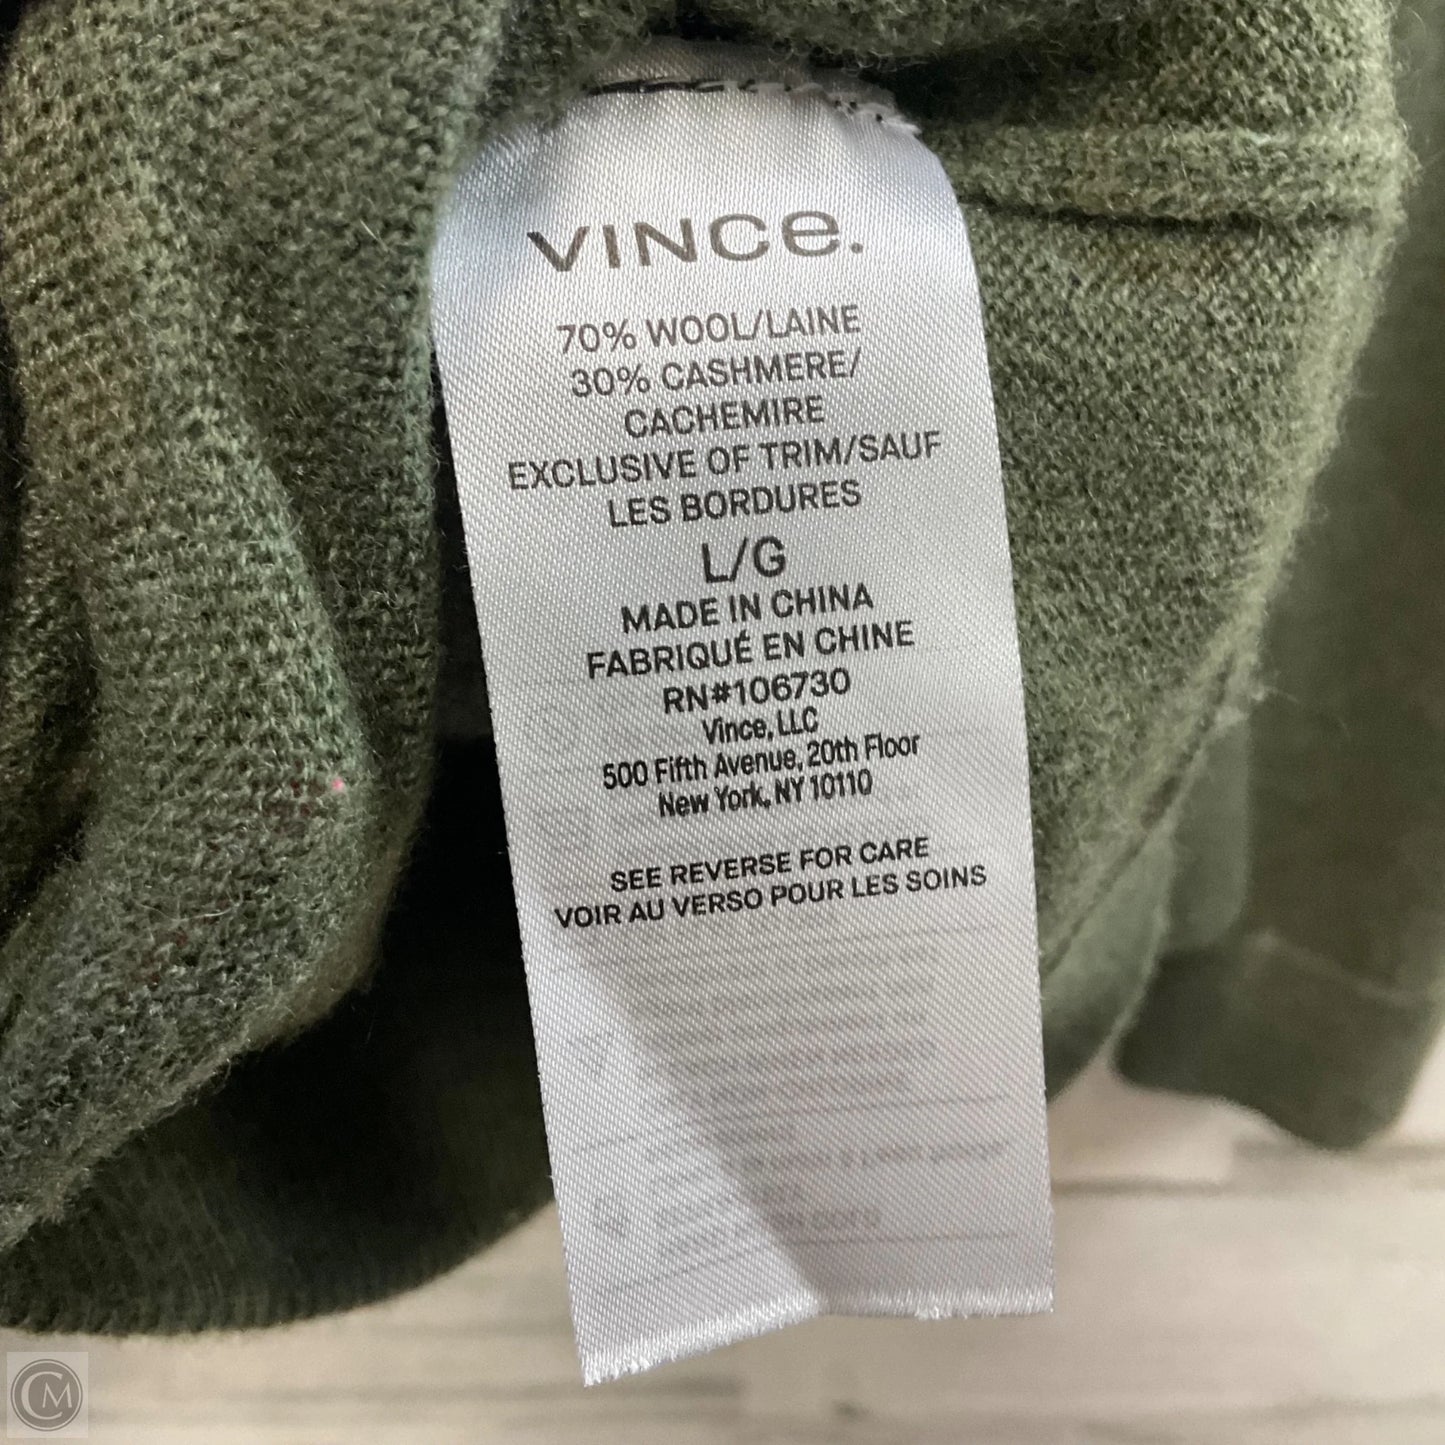 VINCe.
70% WOOL/LAINE
30% CASHMERE/
CACHEMIRE
EXCLUSIVE OF TRIM/SAUF
LES BORDURES
L/G
MADE IN CHINA
FABRIQUÉ EN CHINE
RN#106730
Vince, LLC
500 Fifth Avenue, 20th Floor
New York, NY 10110
SEE REVERSE FOR CARE
VOIR AU VERSO POUR LES SOINS
CM